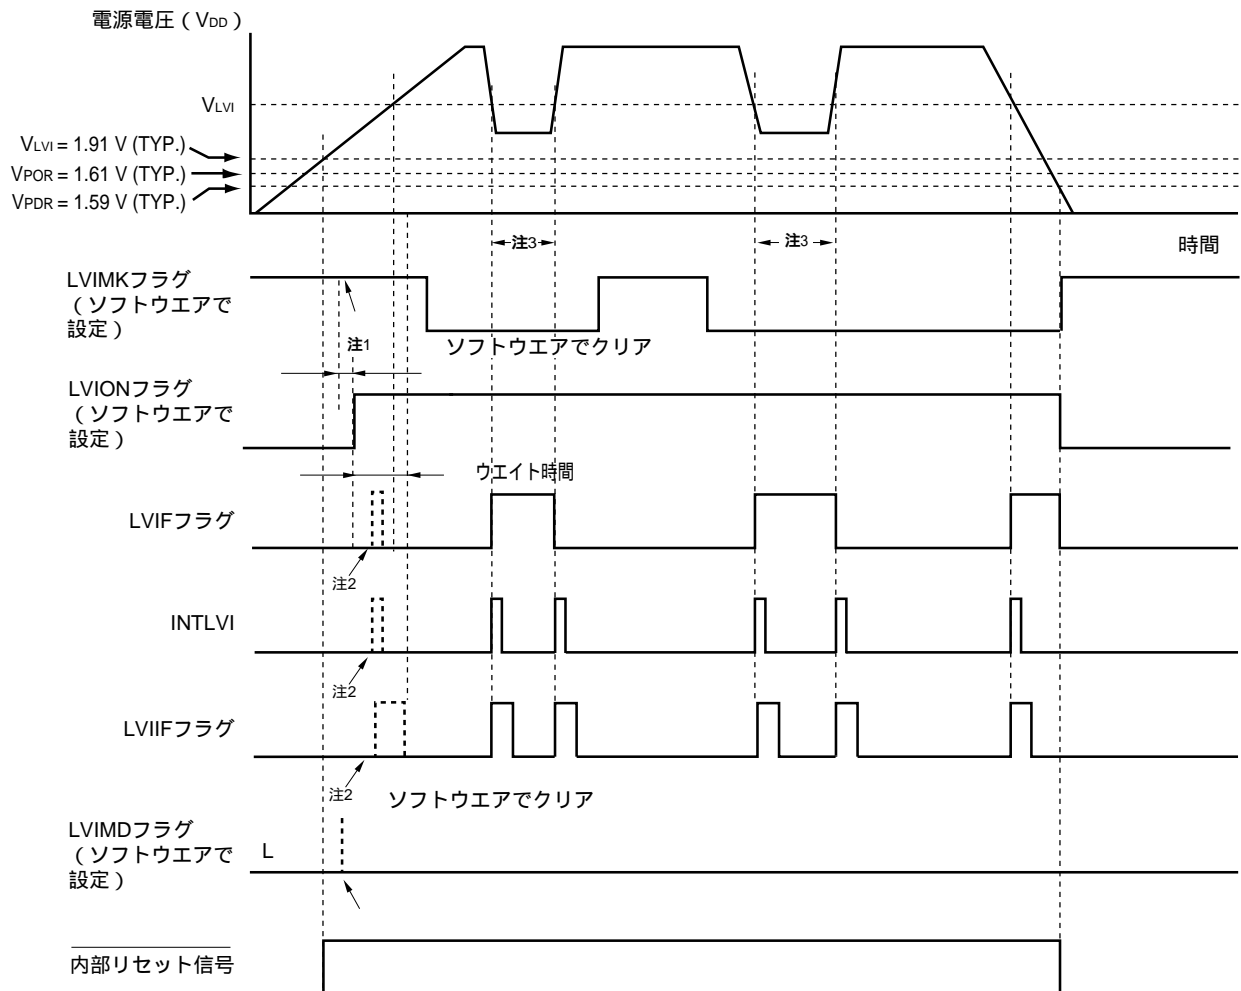 電源電圧（VDD）
VLVI
VLVI = 1.91 V (TYP.)
VPOR = 1.61 V (TYP.)
VPDR = 1.59 V (TYP.)
注3
注3
時間
LVIMKフラグ
（ソフトウエアで
設定）
注1
ソフトウエアでクリア
LVIONフラグ
（ソフトウエアで
設定）
ウエイト時間
LVIFフラグ
注2
INTLVI
注2
LVIIFフラグ
注2
ソフトウエアでクリア
LVIMDフラグ
（ソフトウエアで
設定）
L
内部リセット信号